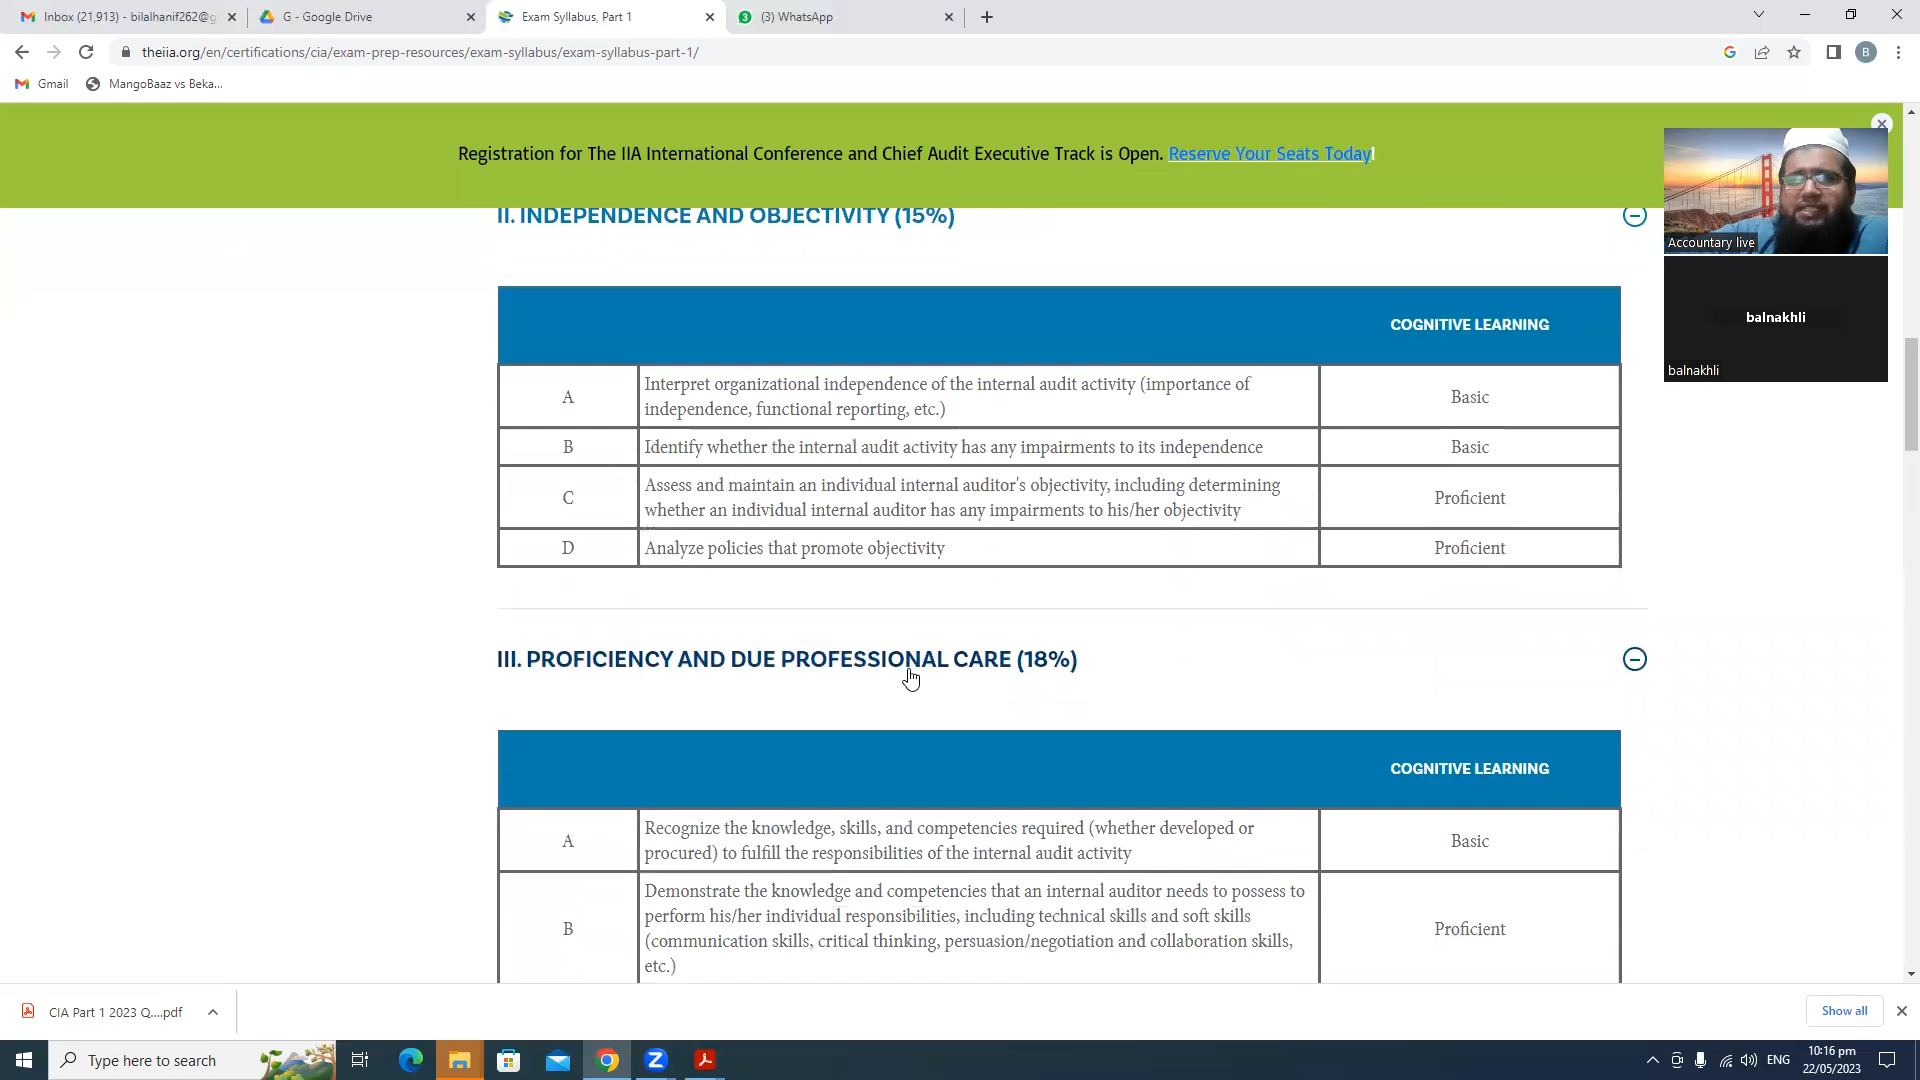 Inbox (21,913) - bilalhanif262@g
G - Google Drive
Exam Syllabus, Part 1
(3) WhatsApp
theiia.org/en/certifications/cia/exam-prep-resources/exam-syllabus/exam-syllabus-part-1/
B
Gmail
MangoBaaz vs Beka...
Registration for The IIA International Conference and Chief Audit Executive Track is Open. Reserve Your Seats Today!
Accountary live
balnakhli
balnakhli
II. INDEPENDENCE AND OBJECTIVITY (15%)
COGNITIVE LEARNING
A
Interpret organizational independence of the internal audit activity (importance of
independence, functional reporting, etc.)
Basic
B
Identify whether the internal audit activity has any impairments to its independence
Basic
C
Assess and maintain an individual internal auditor's objectivity, including determining
whether an individual internal auditor has any impairments to his/her objectivity
Proficient
D
Analyze policies that promote objectivity
Proficient
III. PROFICIENCY AND DUE PROFESSIONAL CARE (18%)
COGNITIVE LEARNING
A
Recognize the knowledge, skills, and competencies required (whether developed or
procured) to fulfill the responsibilities of the internal audit activity
Basic
B
Demonstrate the knowledge and competencies that an internal auditor needs to possess to
perform his/her individual responsibilities, including technical skills and soft skills
(communication skills, critical thinking, persuasion/negotiation and collaboration skills,
etc.)
Proficient
CIA Part 1 2023 Q....pdf
Show all
Type here to search
ENG
10:16 pm
22/05/2023